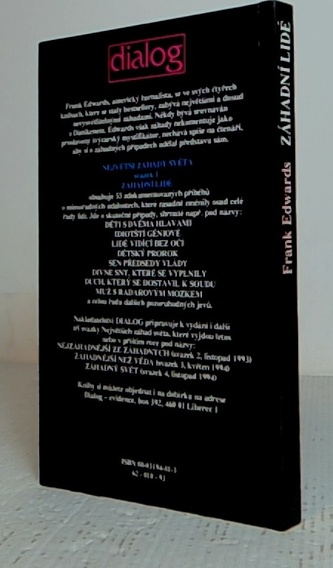 dialog
Frank Edwards, americký žurnalista, se ve svých čtyřech
knihách, které se staly bestsellery, zabývá největšími a dosud
nevysvětlenými záhadami. Někdy bývá srovnáván
s Dänikenem, Edwards však záhady nekomentuje jako
proslavený švýcarský mystifikátor, nechává spíše na čtenáři,
aby si o záhadných případech udělal představu sám.
NEJVĚTŠÍ ZÁHADY SVĚTA
svazek 1
ZÁHADNÍ LIDÉ
obsahuje 55 zdokumentovaných příběhů
o mimořádných událostech, které zásadně změnily osud celé
řady lidí. Jde o skutečné případy, shrnuté např. pod názvy:
DĚTI S DVĚMA HLAVAMI
IDIOTŠTÍ GÉNIOVÉ
LIDÉ VIDÍCÍ BEZ OČÍ
DĚTSKÝ PROROK
SEN PŘEDSEDY VLÁDY
DIVNÉ SNY, KTERÉ SE VYPLNILY
DUCH, KTERÝ SE DOSTAVIL K SOUDU
MUŽ S RADAROVÝM MOZKEM
a celou řadu dalších pozoruhodných jevů.
Nakladatelství DIALOG připravuje k vydání i další
tři svazky Největších záhad světa, které vyjdou letos
nebo v příštím roce pod názvy:
NEJZÁHADNĚJŠÍ ZE ZÁHADNÝCH (svazek 2, listopad 1993)
ZÁHADNĚJŠÍ NEŽ VĚDA (svazek 3, květen 1994)
ZÁHADNÝ SVĚT (svazek 4, listopad 1994)
Knihy si můžete objednat i na dobírku na adrese
Dialog - evidence, box 392, 460 01 Liberec 1
Frank Edwards ZÁHADNÍ LIDÉ